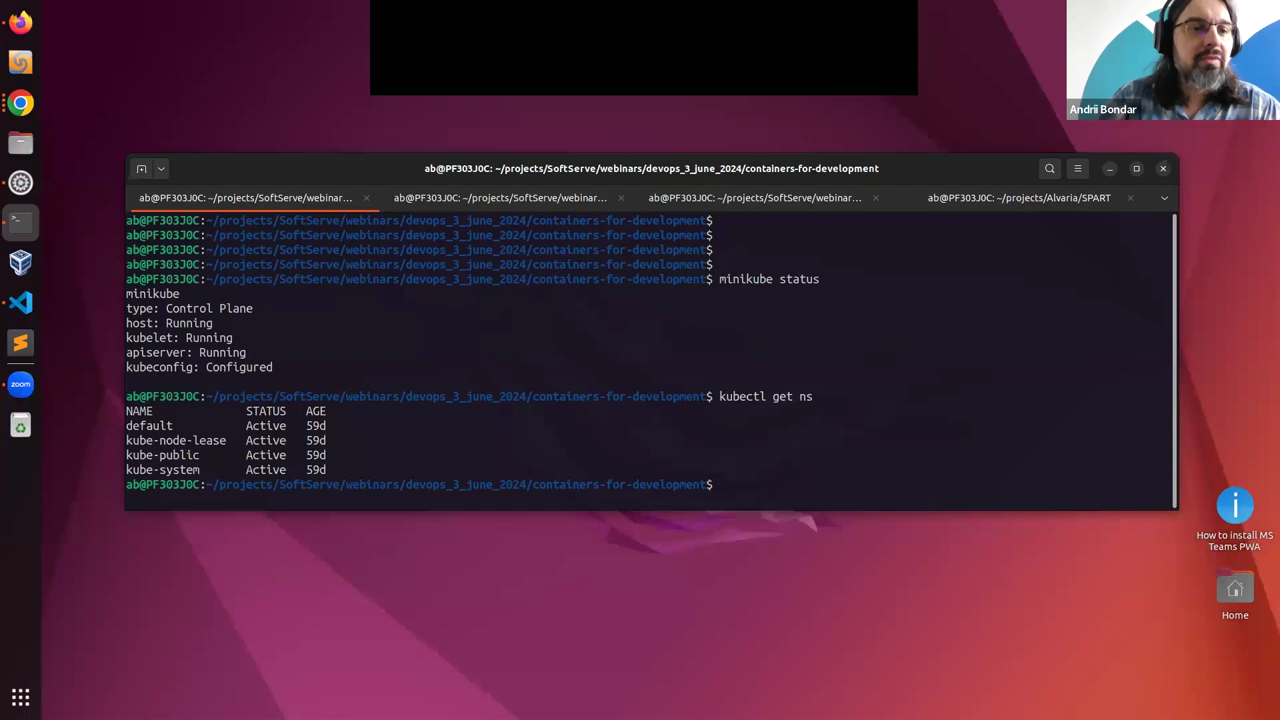 Andrii Bondar
ab@PF303J0C: ~/projects/SoftServe/webinars/devops_3_june_2024/containers-for-development
ab@PF303J0C: ~/projects/SoftServe/webinar...
ab@PF303J0C: ~/projects/SoftServe/webinar...
ab@PF303J0C: ~/projects/SoftServe/webinar...
ab@PF303J0C: ~/projects/Alvaria/SPART
ab@PF303J0C:~/projects/SoftServe/webinars/devops_3_june_2024/containers-for-development$
ab@PF303J0C:~/projects/SoftServe/webinars/devops_3_june_2024/containers-for-development$
ab@PF303J0C:~/projects/SoftServe/webinars/devops_3_june_2024/containers-for-development$
ab@PF303J0C:~/projects/SoftServe/webinars/devops_3_june_2024/containers-for-development$
ab@PF303J0C:~/projects/SoftServe/webinars/devops_3_june_2024/containers-for-development$ minikube status
minikube
type: Control Plane
host: Running
kubelet: Running
apiserver: Running
kubeconfig: Configured
ab@PF303J0C:~/projects/SoftServe/webinars/devops_3_june_2024/containers-for-development$ kubectl get ns
NAME STATUS AGE
default Active 59d
kube-node-lease Active 59d
kube-public Active 59d
kube-system Active 59d
ab@PF303J0C:~/projects/SoftServe/webinars/devops_3_june_2024/containers-for-development$
zoom
How to install MS
Teams PWA
Home